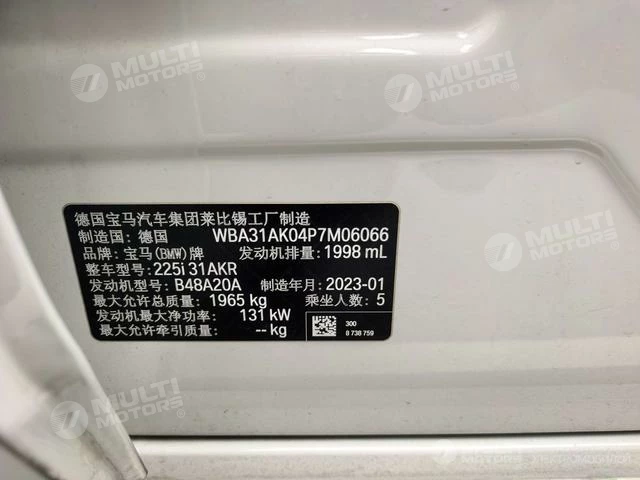 MULTI
MOTORS
MULTI
MOTORS
德国宝马汽车集团莱比锡工厂制造
制造国: 德国 WBA31AK04P7M06066
品牌: 宝马(BMW)牌 发动机排量: 1998 mL
整车型号: 225i 31AKR
发动机型号: B48A20A 制造年月: 2023-01
最大允许总质量: 1965 kg 乘坐人数: 5
发动机最大净功率: 131 kW
最大允许牵引质量: -- kg
300
8 738 759
MULTI
MOTORS
MULTI
MOTORS
MULTI
MOTORS
MULTI
MOTORS